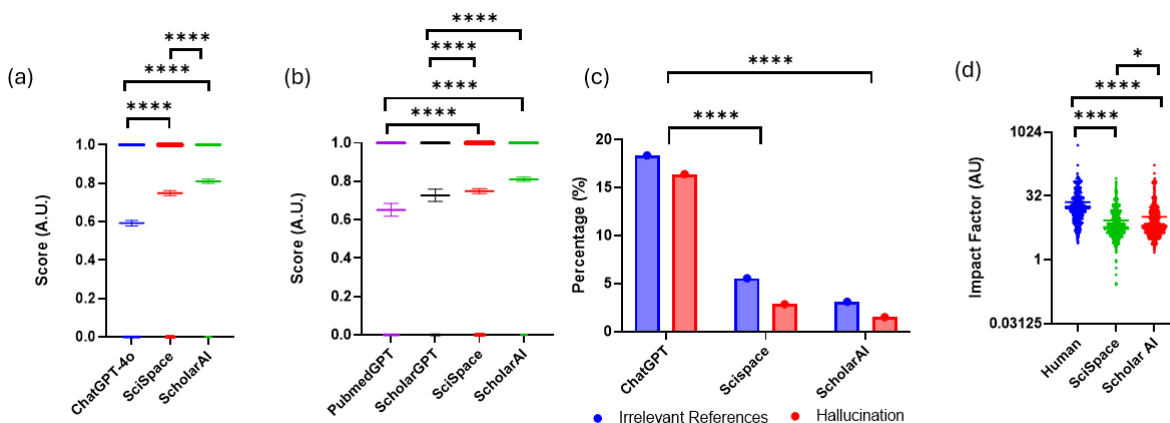 (a)
****
****
****
Score (A.U.)
1.0
0.8
0.6
0.4
0.2
0.0
ChatGPT-4o
SciSpace
ScholarAI
(b)
****
****
****
****
Score (A.U.)
1.0
0.8
0.6
0.4
0.2
0.0
PubmedGPT
ScholarGPT
SciSpace
ScholarAI
(c)
****
****
Percentage (%)
20
15
10
5
0
ChatGPT
Scispace
ScholarAI
Irrelevant References
Hallucination
(d)
*
****
****
Impact Factor (AU)
1024
32
1
0.03125
Human
SciSpace
Scholar AI